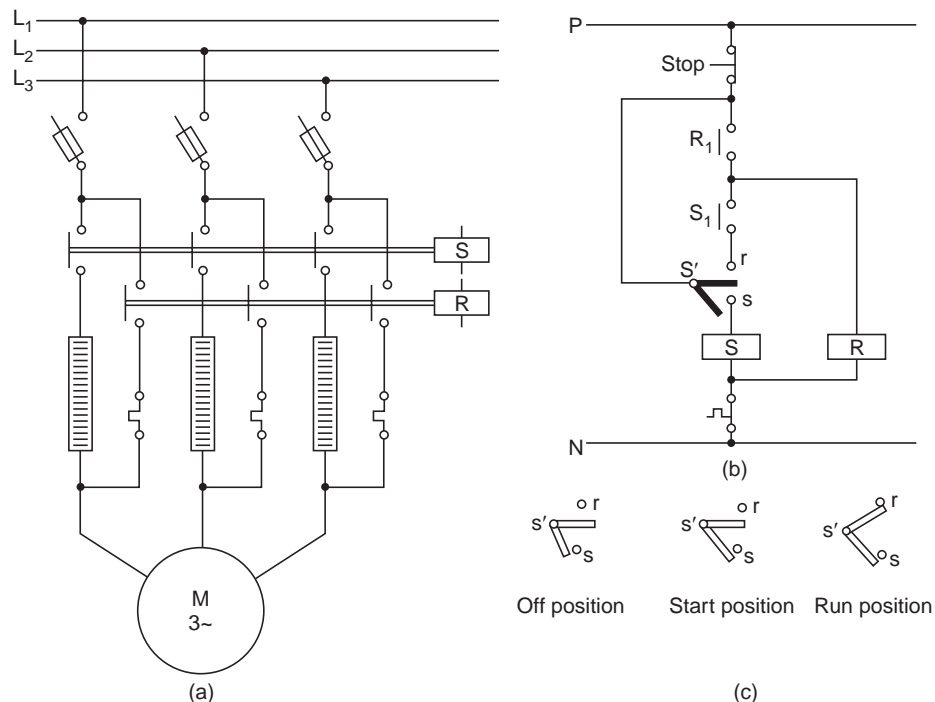 L1
L2
L3
S
R
M
3~
(a)
P
Stop
R1
S1
r
S′
s
S
R
N
(b)
s′ r s
s′ r s
s′ r s
Off position Start position Run position
(c)